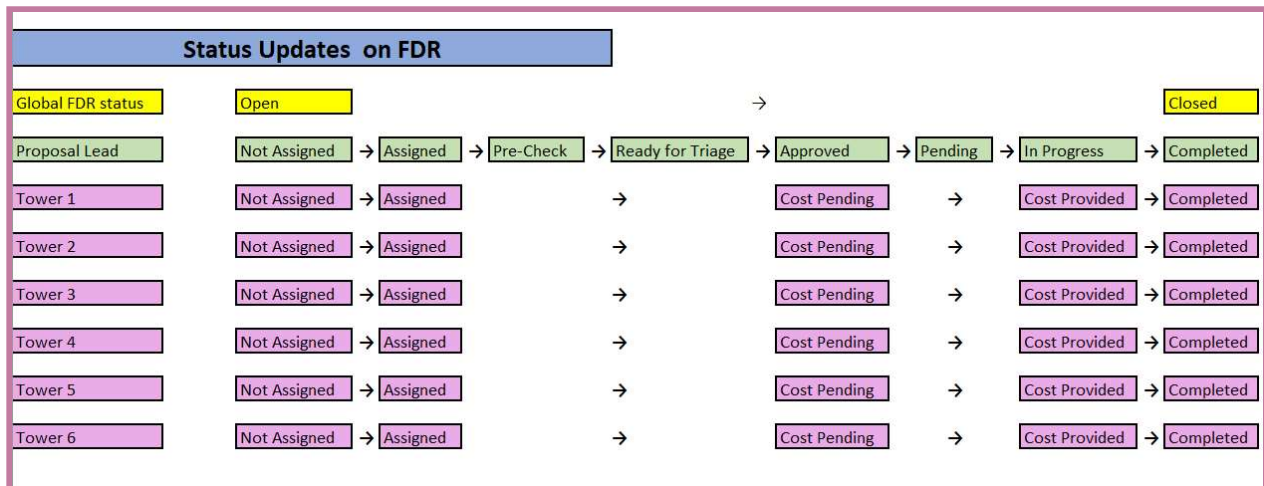 Status Updates on FDR
Global FDR status Open → Closed
Proposal Lead Not Assigned → Assigned → Pre-Check → Ready for Triage → Approved → Pending → In Progress → Completed
Tower 1 Not Assigned → Assigned → Cost Pending → Cost Provided → Completed
Tower 2 Not Assigned → Assigned → Cost Pending → Cost Provided → Completed
Tower 3 Not Assigned → Assigned → Cost Pending → Cost Provided → Completed
Tower 4 Not Assigned → Assigned → Cost Pending → Cost Provided → Completed
Tower 5 Not Assigned → Assigned → Cost Pending → Cost Provided → Completed
Tower 6 Not Assigned → Assigned → Cost Pending → Cost Provided → Completed